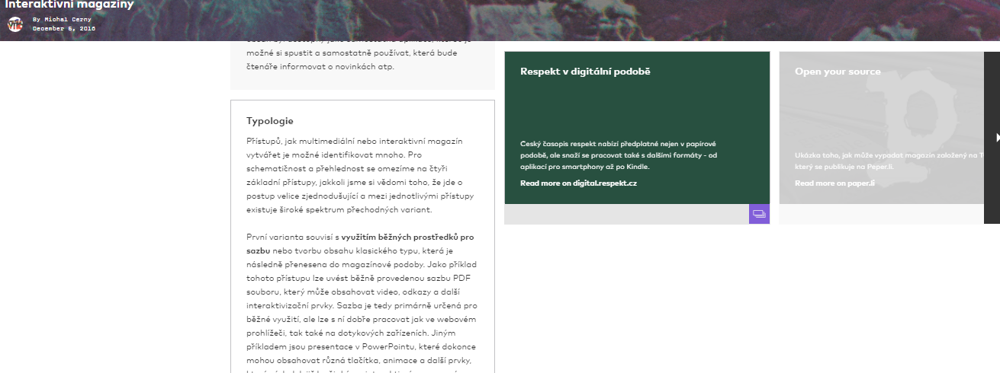 Interaktivní magazíny
By Michal Cerny
December 5, 2016
možné si spustit a samostatně používat, která bude
čtenáře informovat o novinkách atp.
Typologie
Přístupů, jak multimediální nebo interaktivní magazín
vytvářet je možné identifikovat mnoho. Pro
schematičnost a přehlednost se omezíme na čtyři
základní přístupy, jakkoli jsme si vědomi toho, že jde o
postup velice zjednodušující a mezi jednotlivými přístupy
existuje široké spektrum přechodných variant.
První varianta souvisí s využitím běžných prostředků pro
sazbu nebo tvorbu obsahu klasického typu, která je
následně přenesena do magazínové podoby. Jako příklad
tohoto přístupu lze uvést běžně provedenou sazbu PDF
souboru, který může obsahovat video, odkazy a další
interaktivizační prvky. Sazba je tedy primárně určená pro
běžné využití, ale lze s ní dobře pracovat jak ve webovém
prohlížeči, tak také na dotykových zařízeních. Jiným
příkladem jsou presentace v PowerPointu, které dokonce
mohou obsahovat různá tlačítka, animace a další prvky,
Respekt v digitální podobě
Ceský časopis respekt nabízí předplatné nejen v papírové
podobě, ale snaží se pracovat také s dalšími formáty - od
aplikací pro smartphony až po Kindle.
Read more on digital.respekt.cz
Open your source
Ukázka toho, jak může vypadat magazín založený na
který se publikuje na Peper.li.
Read more on paper.li